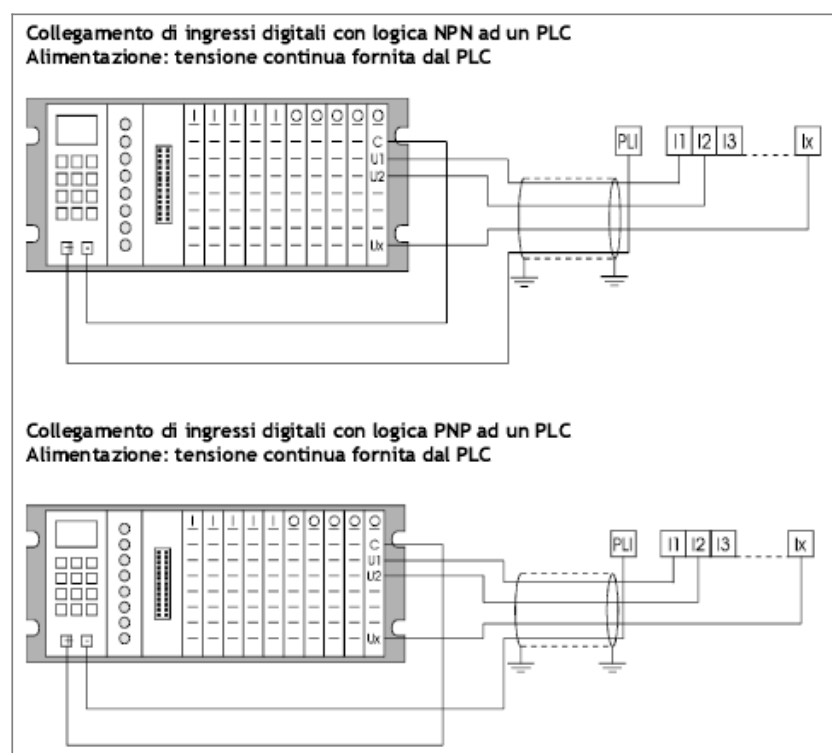 Collegamento di ingressi digitali con logica NPN ad un PLC
Alimentazione: tensione continua fornita dal PLC
I I I I I O O O O O
C
U1
U2
Ux
+ -
PLI I1 I2 I3 Ix
Collegamento di ingressi digitali con logica PNP ad un PLC
Alimentazione: tensione continua fornita dal PLC
I I I I I O O O O O
C
U1
U2
Ux
+ -
PLI I1 I2 I3 Ix